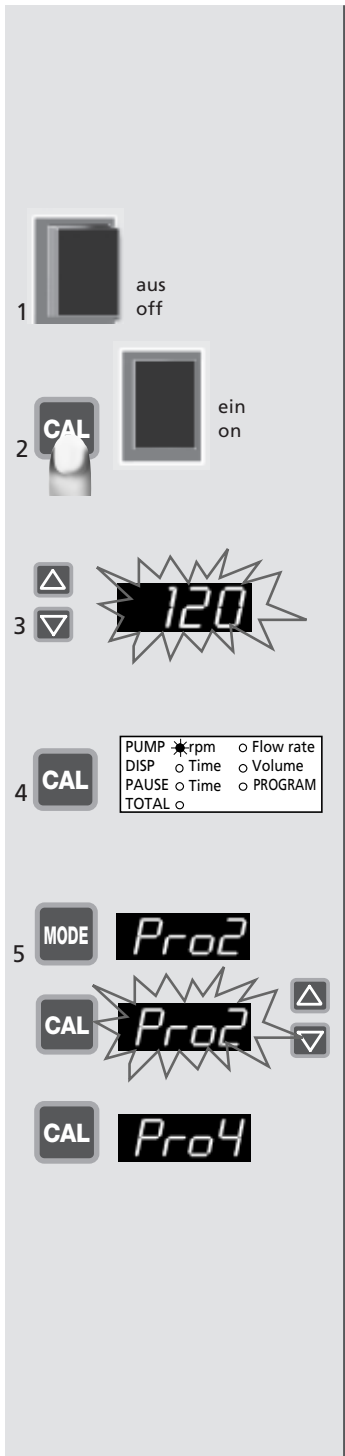 1
aus
off
2 CAL
ein
on
3
120
4 CAL
PUMP rpm Flow rate
DISP Time Volume
PAUSE Time PROGRAM
TOTAL
5 MODE Pro2
CAL Pro2
CAL Pro4